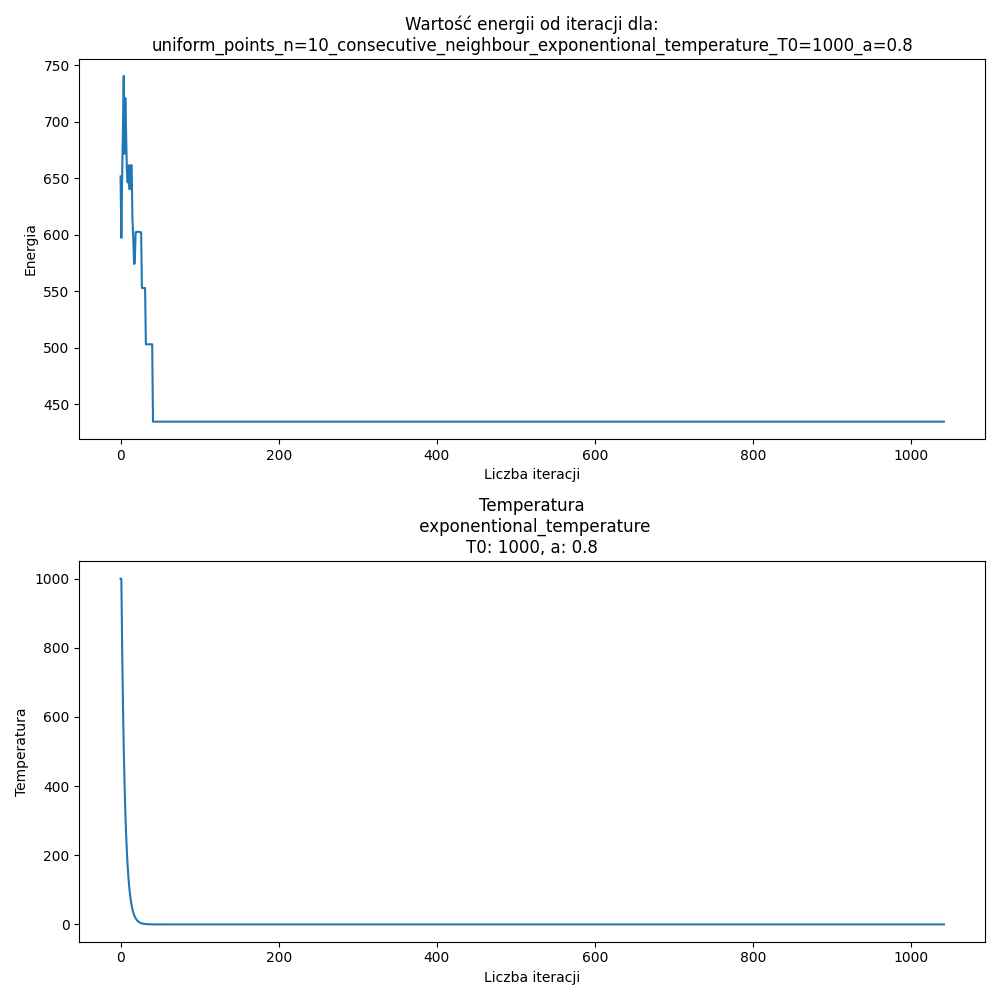 Wartość energii od iteracji dla:
uniform_points_n=10_consecutive_neighbour_exponentional_temperature_T0=1000_a=0.8
750
700
650
600
550
500
450
Energia
0 200 400 600 800 1000
Liczba iteracji
Temperatura
exponentional_temperature
T0: 1000, a: 0.8
1000
800
600
400
200
0
Temperatura
0 200 400 600 800 1000
Liczba iteracji